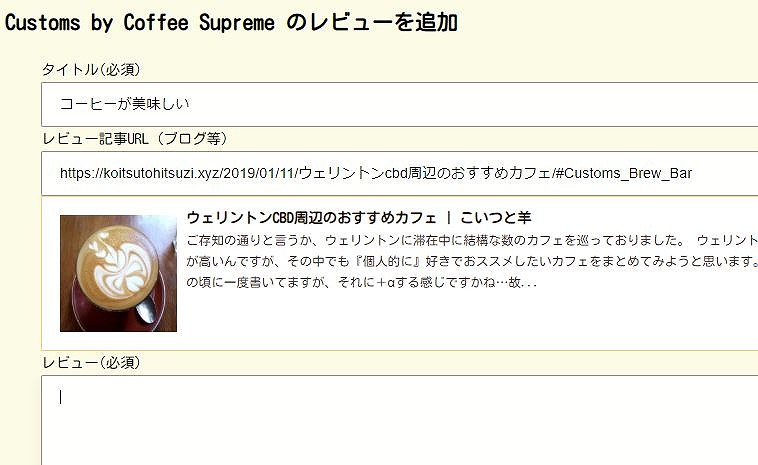 Customs by Coffee Supreme のレビューを追加
タイトル(必須)
コーヒーが美味しい
レビュー記事URL (ブログ等)
https://koitsutohitsuzi.xyz/2019/01/11/ウェリントンcbd周辺のおすすめカフェ/#Customs_Brew_Bar
ウェリントンCBD周辺のおすすめカフェ | こいつと羊
ご存知の通りと言うか、ウェリントンに滞在中に結構な数のカフェを巡っておりました。 ウェリント
が高いんですが、その中でも『個人的に』好きでおススメしたいカフェをまとめてみようと思います。
の頃に一度書いてますが、それに＋αする感じですかね…故...
レビュー(必須)